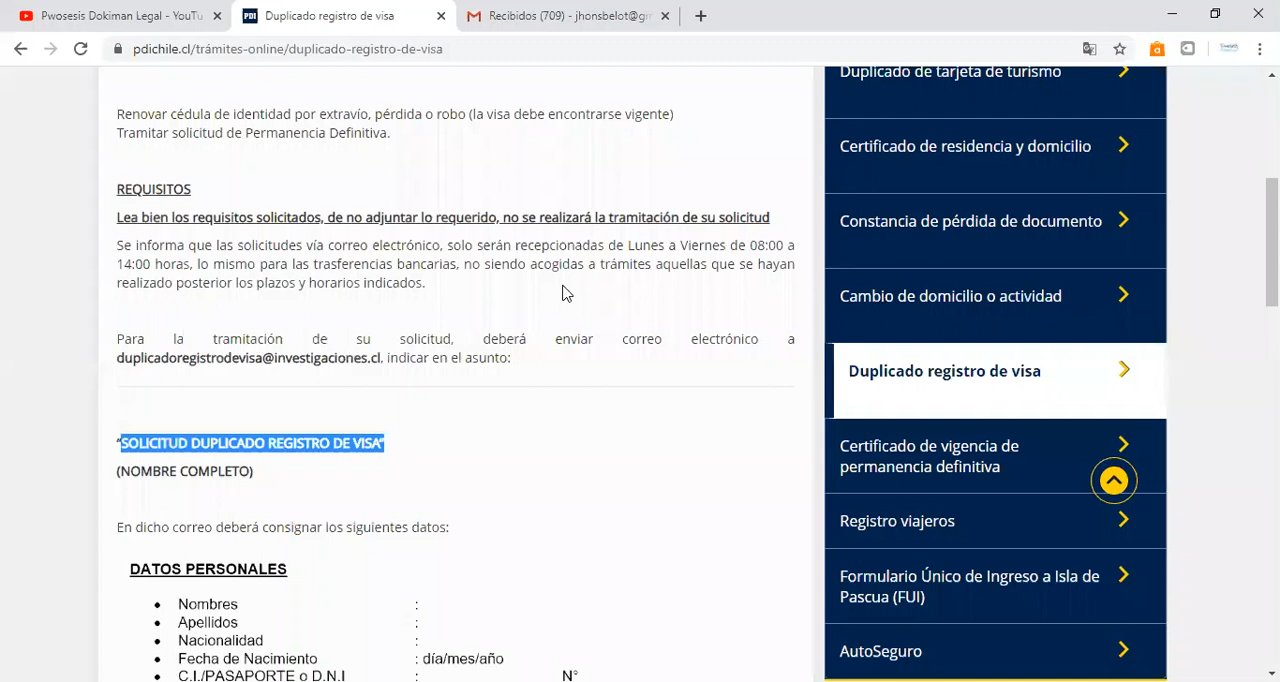 Pwosesis Dokiman Legal - YouTu
PDI Duplicado registro de visa
Recibidos (709) - jhonsbelot@gm
pdichile.cl/trámites-online/duplicado-registro-de-visa
Renovar cédula de identidad por extravío, pérdida o robo (la visa debe encontrarse vigente)
Tramitar solicitud de Permanencia Definitiva.
REQUISITOS
Lea bien los requisitos solicitados, de no adjuntar lo requerido, no se realizará la tramitación de su solicitud
Se informa que las solicitudes vía correo electrónico, solo serán recepcionadas de Lunes a Viernes de 08:00 a
14:00 horas, lo mismo para las trasferencias bancarias, no siendo acogidas a trámites aquellas que se hayan
realizado posterior los plazos y horarios indicados.
Para la tramitación de su solicitud, deberá enviar correo electrónico a
duplicadoregistrodevisa@investigaciones.cl, indicar en el asunto:
“SOLICITUD DUPLICADO REGISTRO DE VISA”
(NOMBRE COMPLETO)
En dicho correo deberá consignar los siguientes datos:
DATOS PERSONALES
• Nombres :
• Apellidos :
• Nacionalidad :
• Fecha de Nacimiento : día/mes/año
• C.I./PASAPORTE o D.N.I : N°
Duplicado de tarjeta de turismo
Certificado de residencia y domicilio
Constancia de pérdida de documento
Cambio de domicilio o actividad
Duplicado registro de visa
Certificado de vigencia de
permanencia definitiva
Registro viajeros
Formulario Único de Ingreso a Isla de
Pascua (FUI)
AutoSeguro